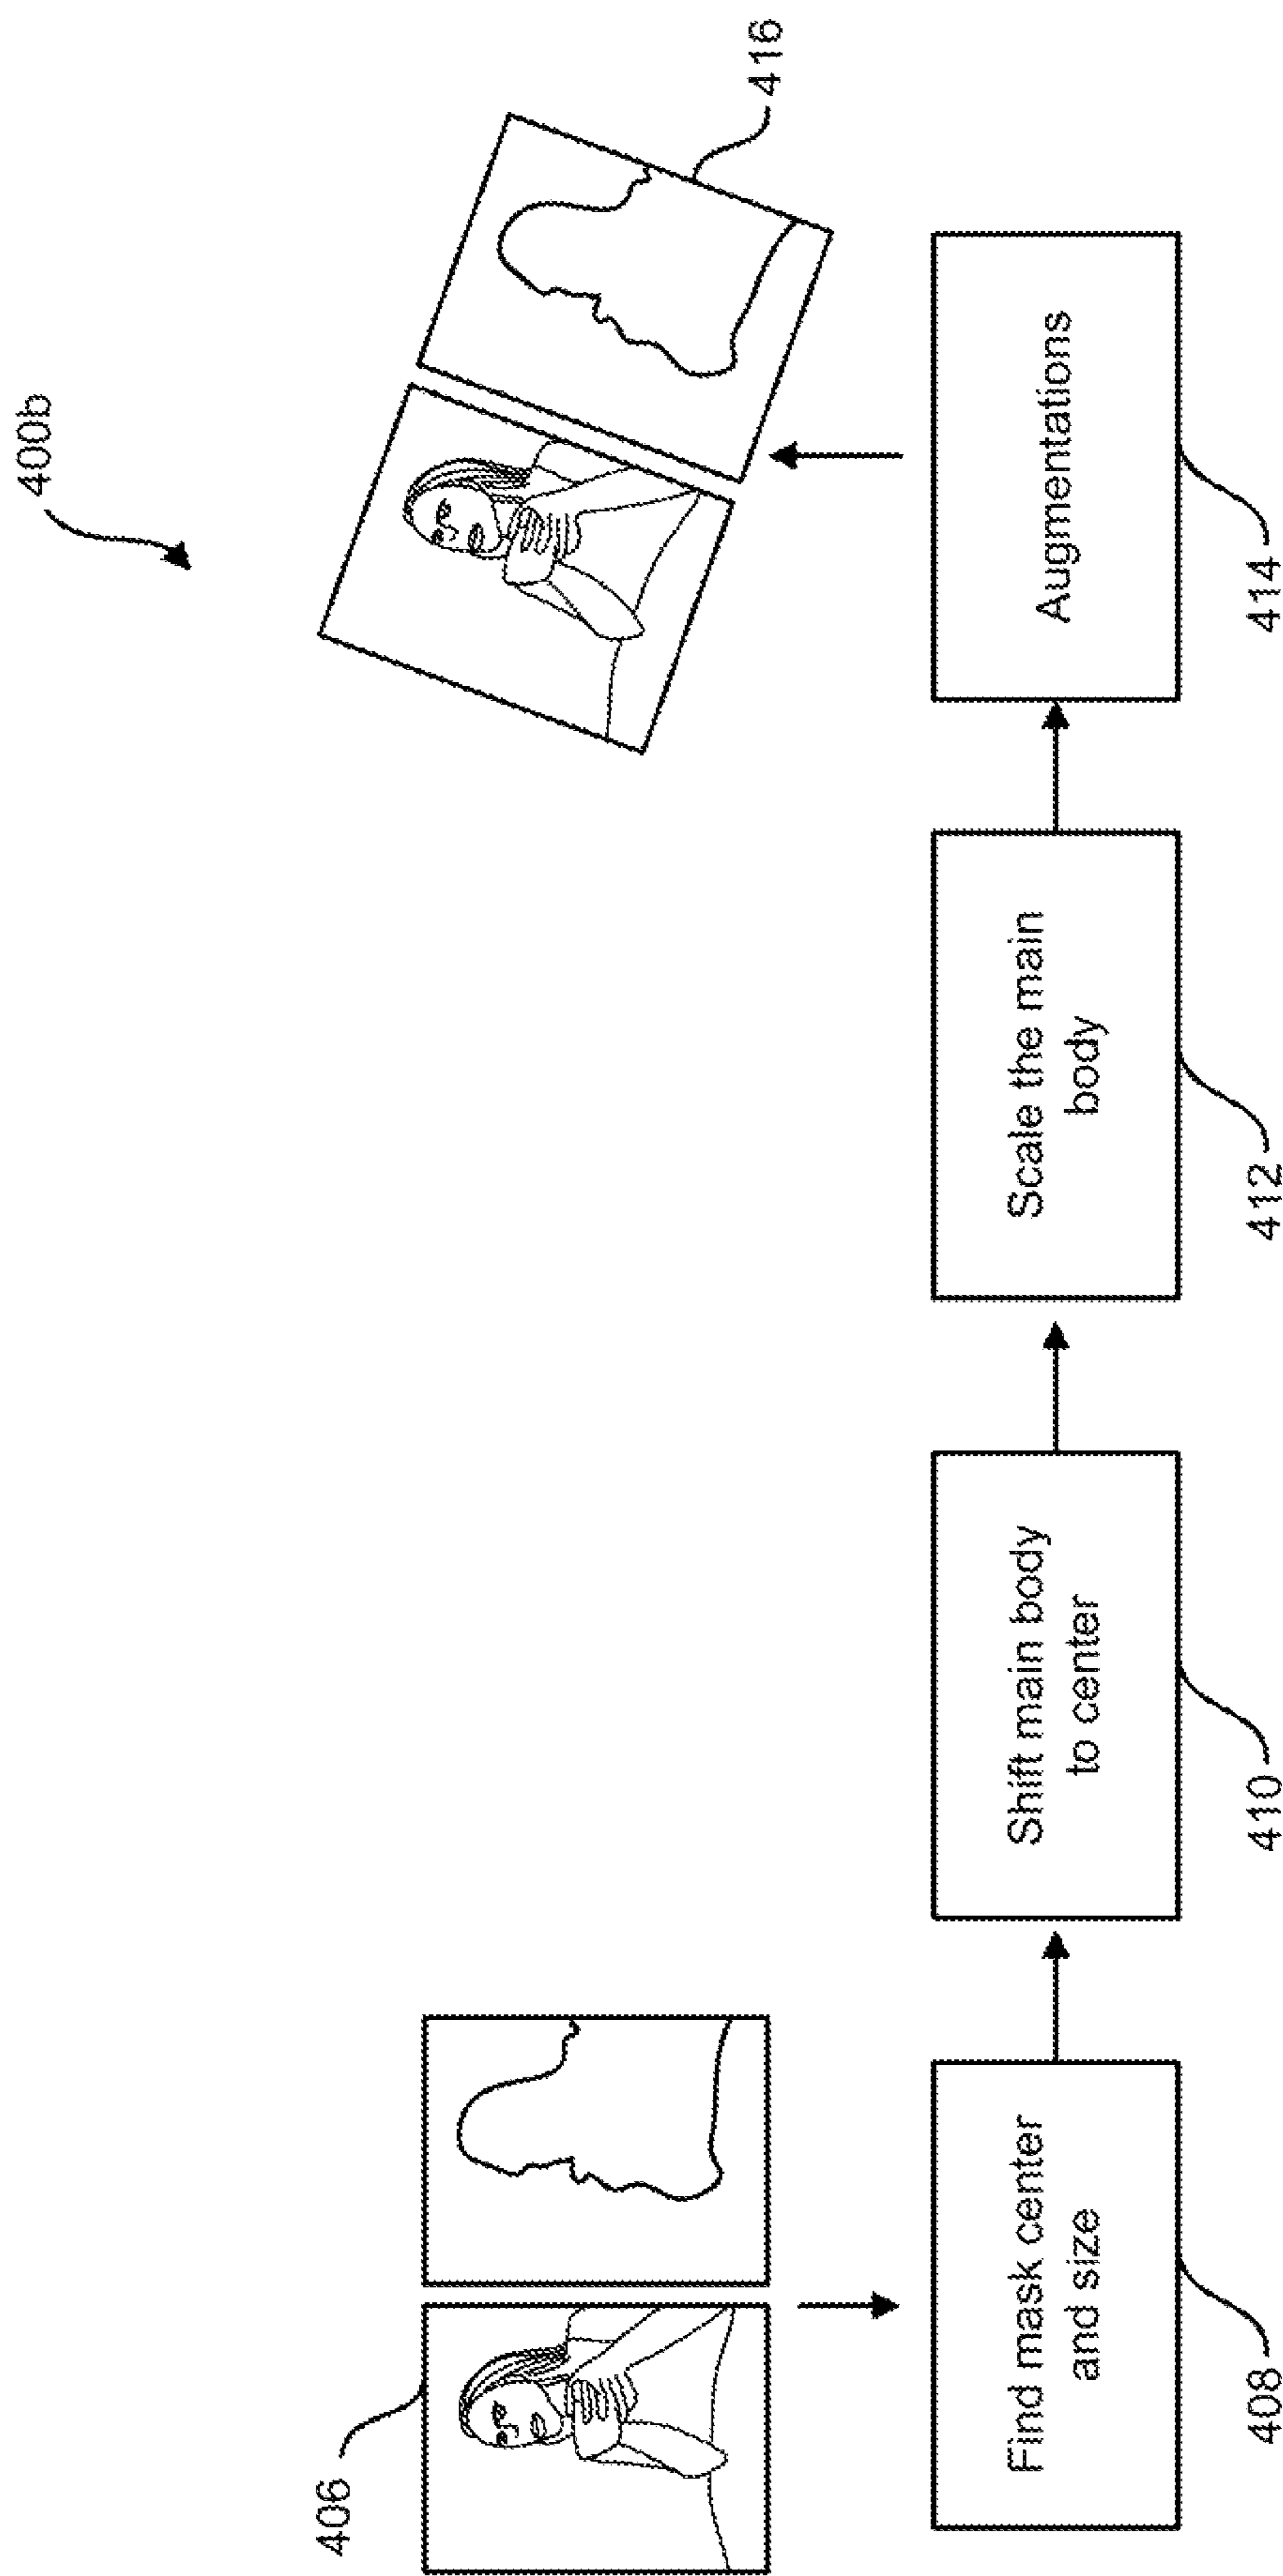 400b
406
416
Find mask center
and size
408
Shift main body
to center
410
Scale the main
body
412
Augmentations
414